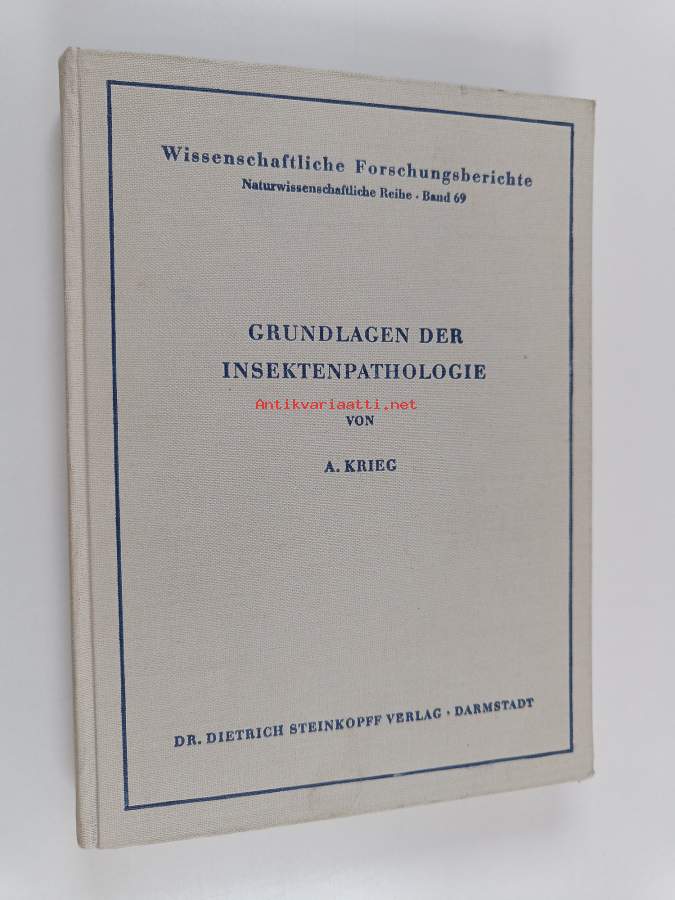 Wissenschaftliche Forschungsberichte
Naturwissenschaftliche Reihe · Band 69
GRUNDLAGEN DER
INSEKTENPATHOLOGIE
Antikvariaatti.net
VON
A. KRIEG
DR. DIETRICH STEINKOPFF VERLAG · DARMSTADT